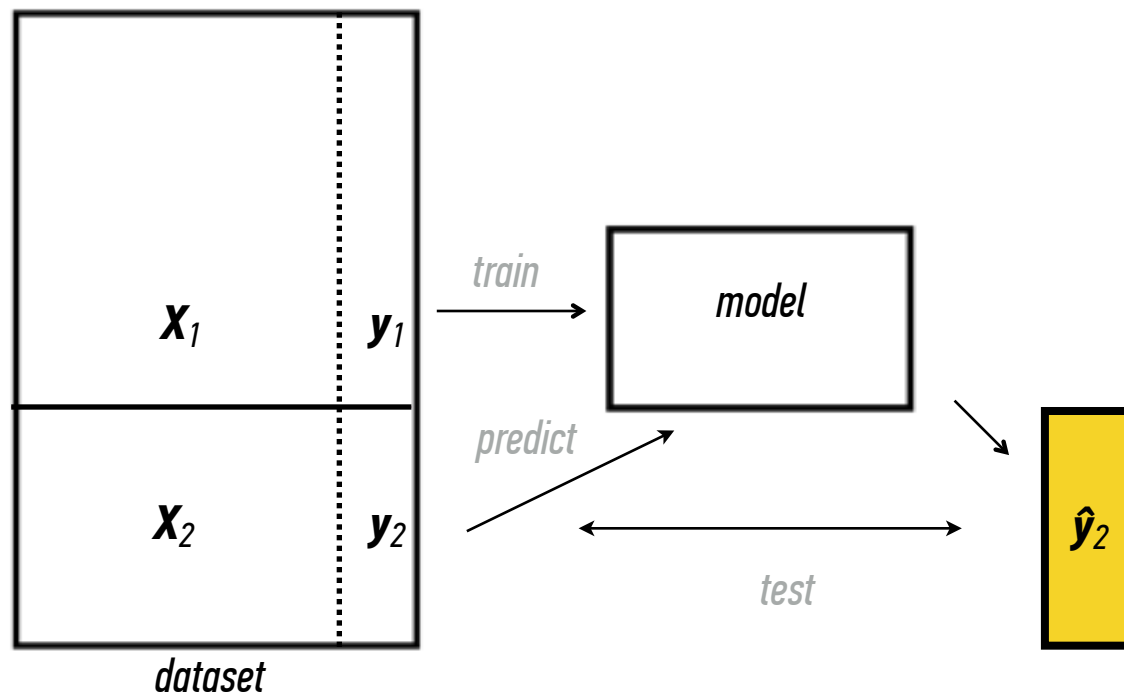 train
model
X₁
y₁
predict
X₂
y₂
ŷ₂
test
dataset